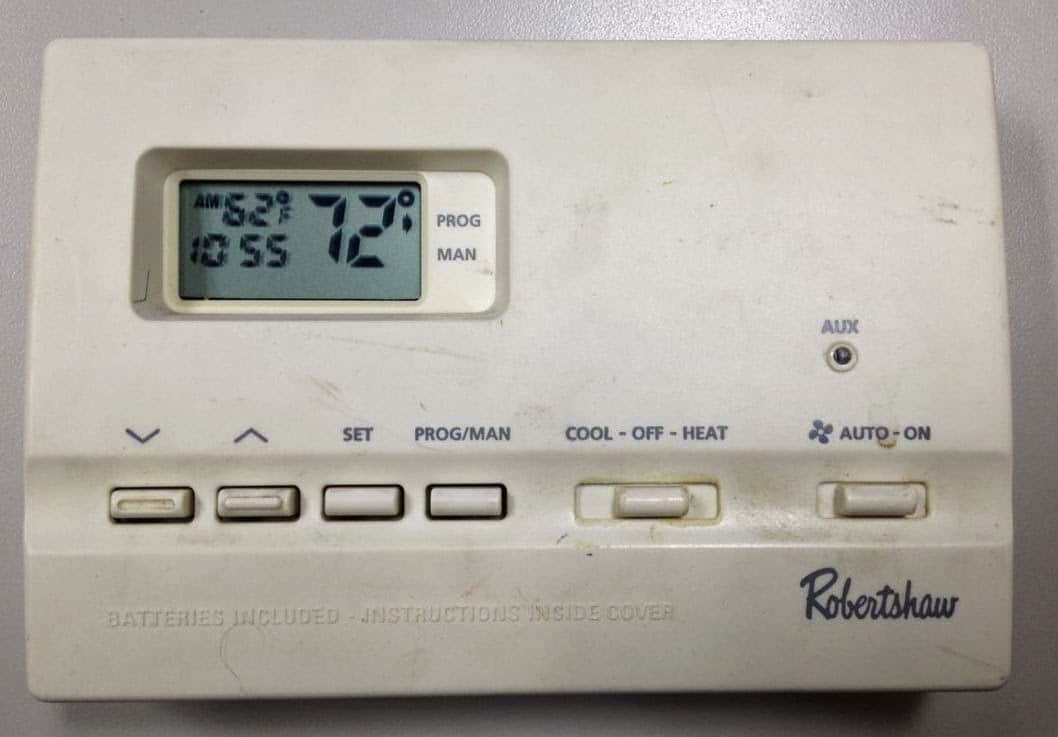 AM 62°F 72°
10 55
PROG
MAN
AUX
SET PROG/MAN COOL - OFF - HEAT AUTO - ON
BATTERIES INCLUDED - INSTRUCTIONS INSIDE COVER
Robertshaw